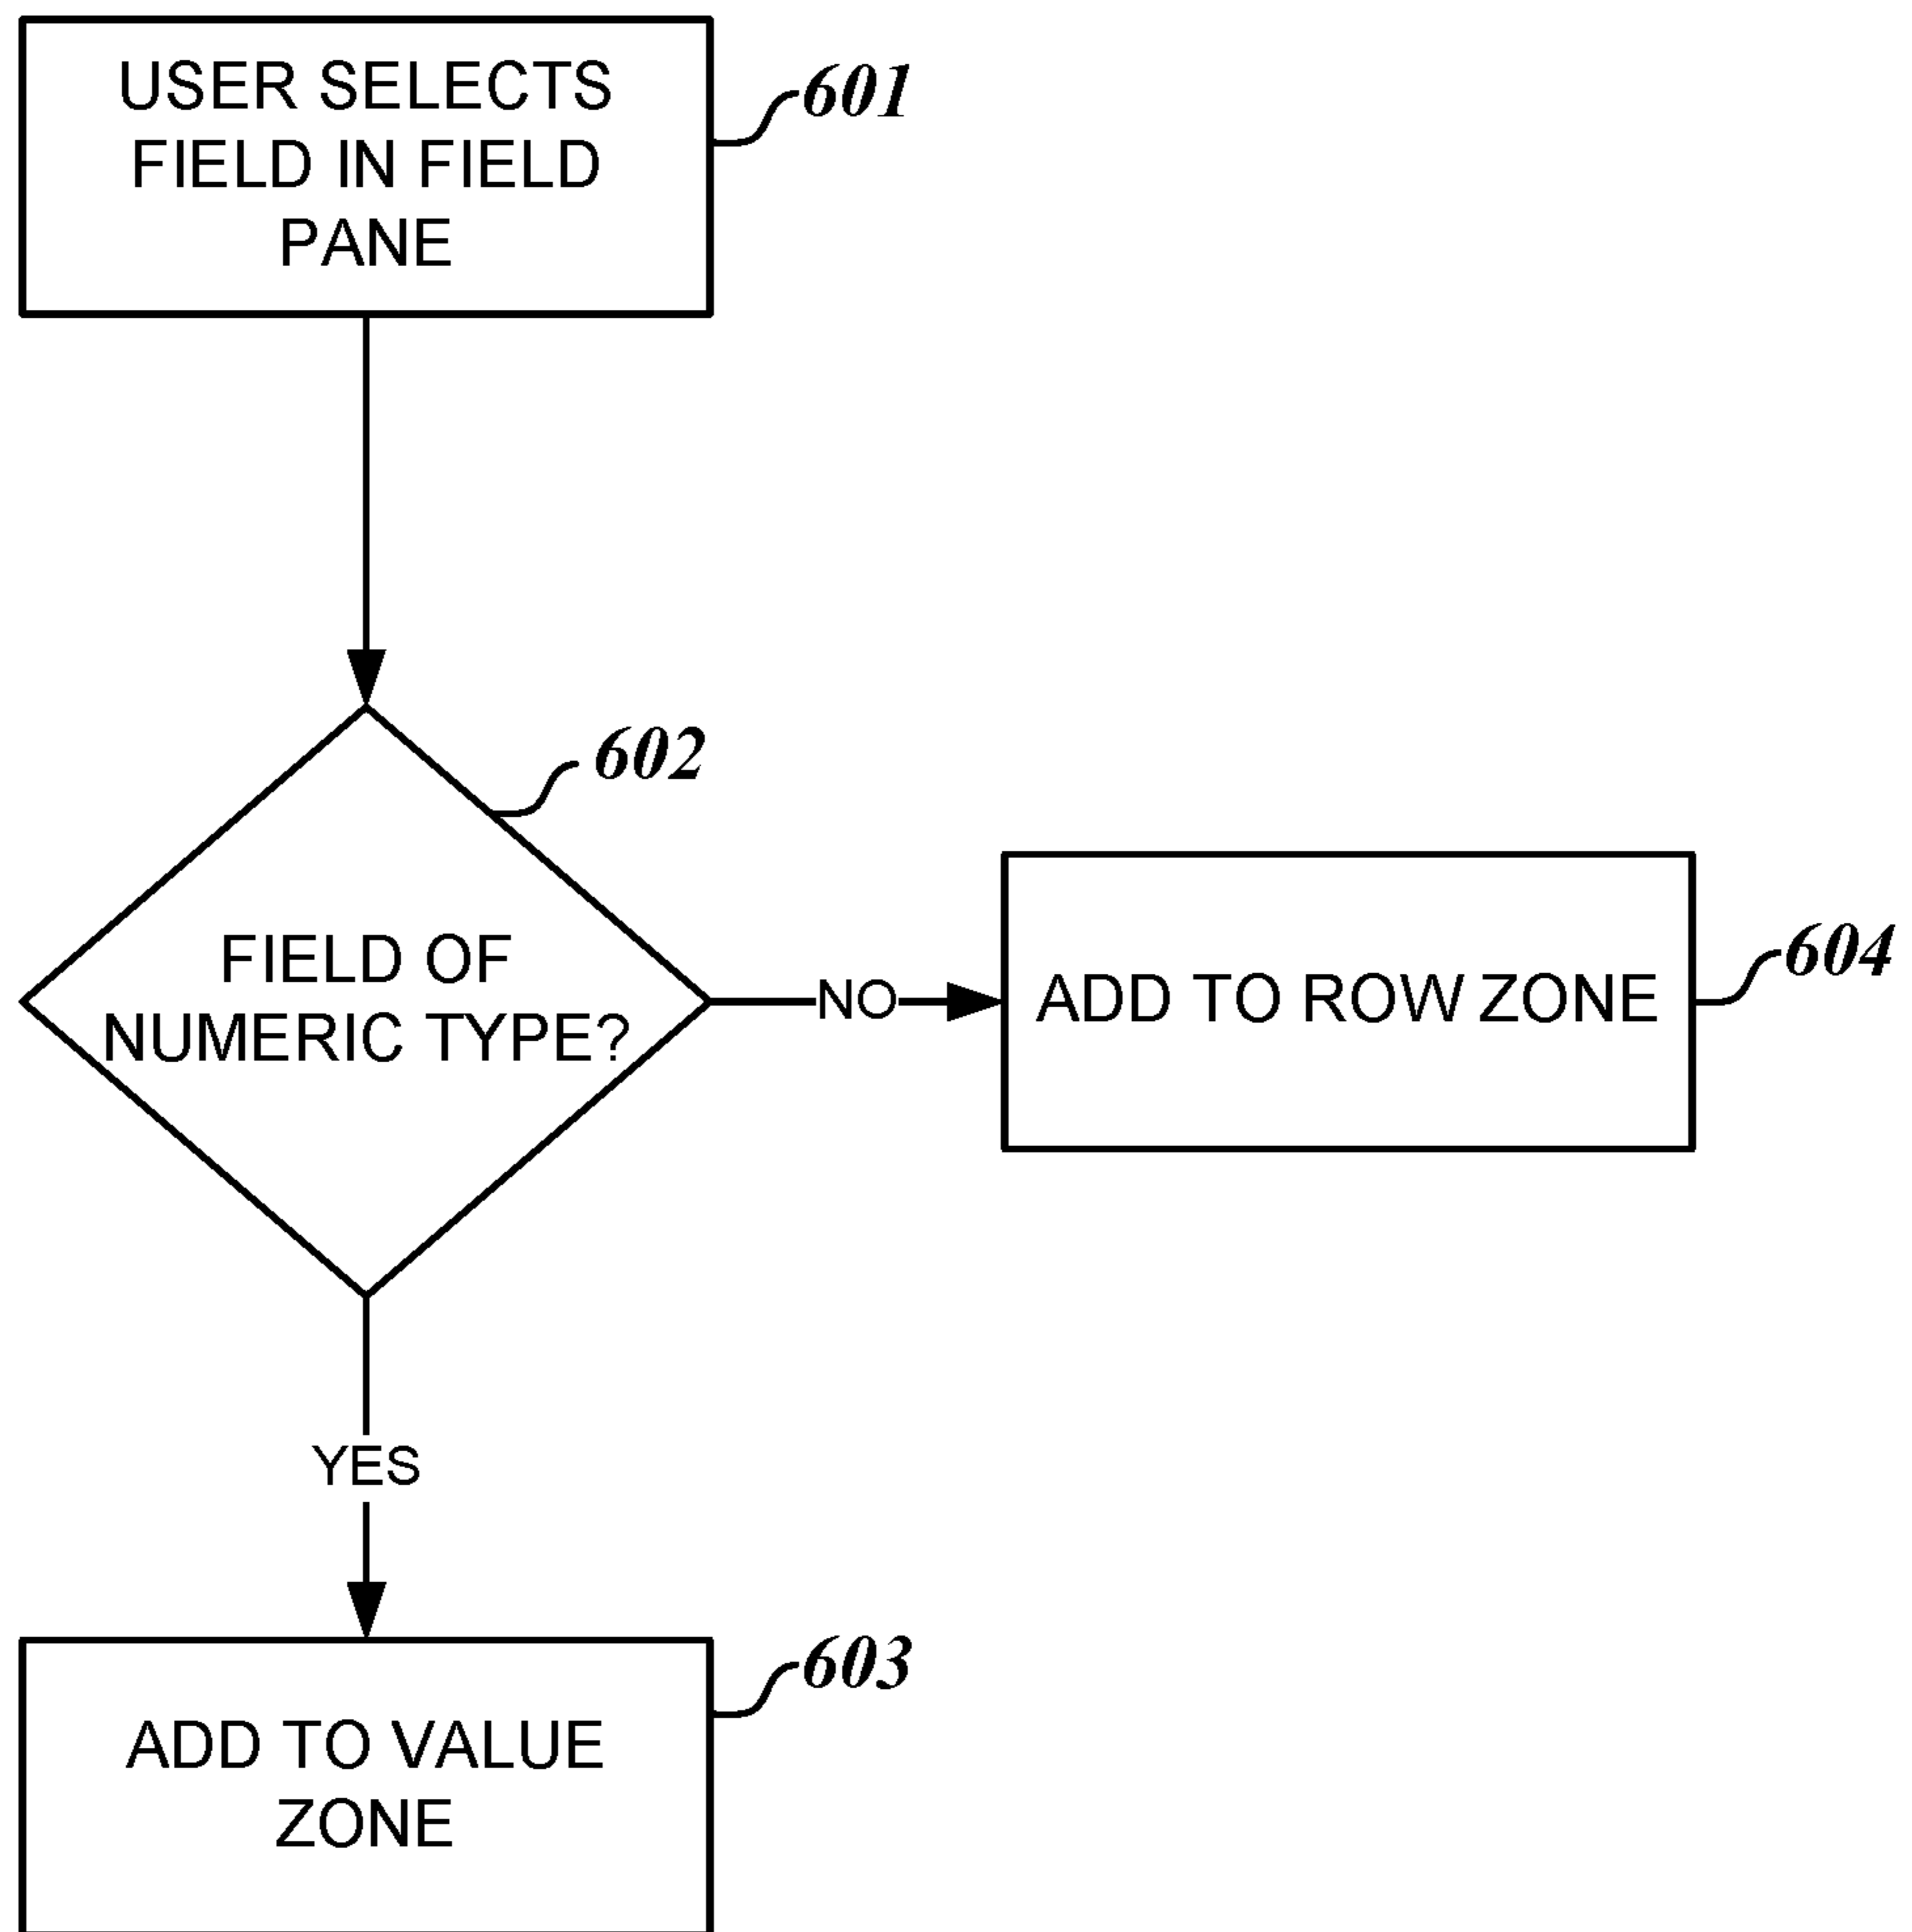 USER SELECTS
FIELD IN FIELD
PANE
601
602
FIELD OF
NUMERIC TYPE?
NO
ADD TO ROW ZONE
604
YES
603
ADD TO VALUE
ZONE